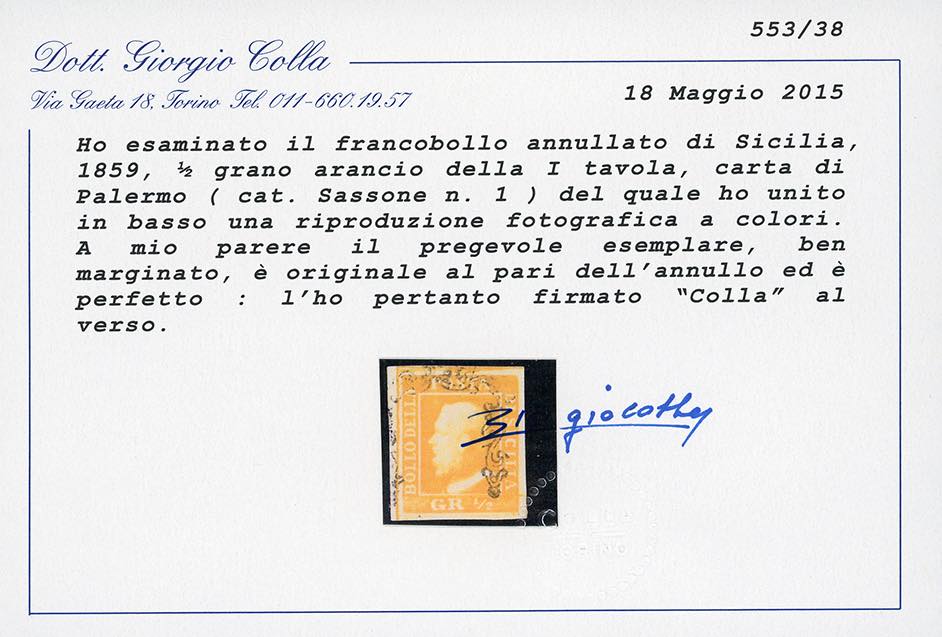 553/38
Dott. Giorgio Colla
Via Gaeta 18, Torino Tel. 011-660.19.57
18 Maggio 2015
Ho esaminato il francobollo annullato di Sicilia,
1859, ½ grano arancio della I tavola, carta di
Palermo ( cat. Sassone n. 1 ) del quale ho unito
in basso una riproduzione fotografica a colori.
A mio parere il pregevole esemplare, ben
marginato, è originale al pari dell'annullo ed è
perfetto : l'ho pertanto firmato “Colla” al
verso.
BOLLO DELLA
GR ½